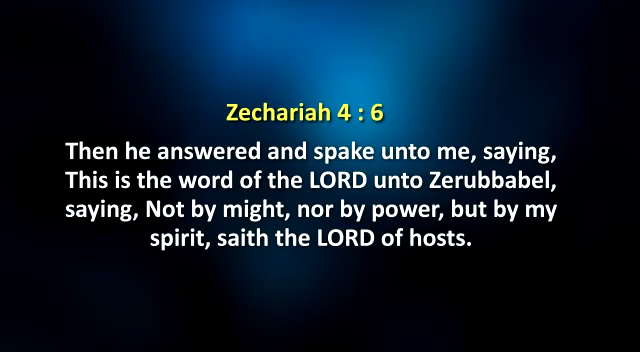 Zechariah 4 : 6
Then he answered and spake unto me, saying,
This is the word of the LORD unto Zerubbabel,
saying, Not by might, nor by power, but by my
spirit, saith the LORD of hosts.